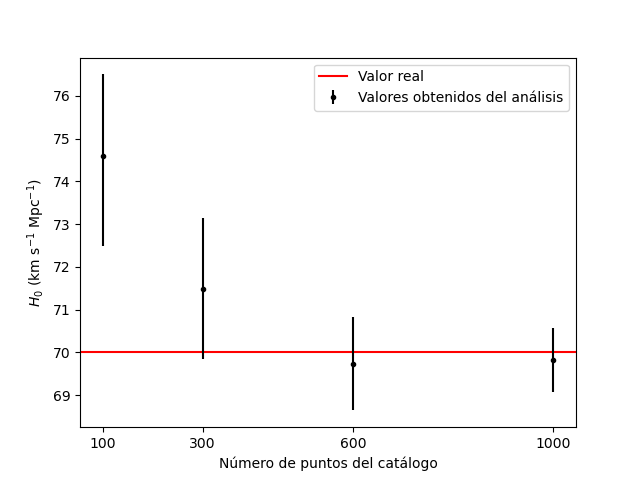 Valor real
Valores obtenidos del análisis
76
75
74
73
72
71
70
69
H₀ (km s⁻¹ Mpc⁻¹)
100 300 600 1000
Número de puntos del catálogo